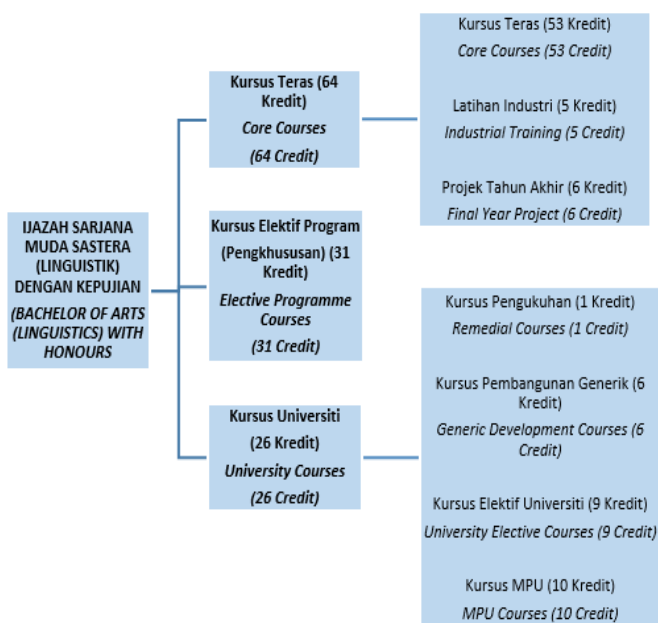 IJAZAH SARJANA
MUDA SASTERA
(LINGUISTIK)
DENGAN KEPUJIAN
(BACHELOR OF ARTS
(LINGUISTICS) WITH
HONOURS
Kursus Teras (64
Kredit)
Core Courses
(64 Credit)
Kursus Elektif Program
(Pengkhususan) (31
Kredit)
Elective Programme
Courses
(31 Credit)
Kursus Universiti
(26 Kredit)
University Courses
(26 Credit)
Kursus Teras (53 Kredit)
Core Courses (53 Credit)
Latihan Industri (5 Kredit)
Industrial Training (5 Credit)
Projek Tahun Akhir (6 Kredit)
Final Year Project (6 Credit)
Kursus Pengukuhan (1 Kredit)
Remedial Courses (1 Credit)
Kursus Pembangunan Generik (6
Kredit)
Generic Development Courses (6
Credit)
Kursus Elektif Universiti (9 Kredit)
University Elective Courses (9 Credit)
Kursus MPU (10 Kredit)
MPU Courses (10 Credit)